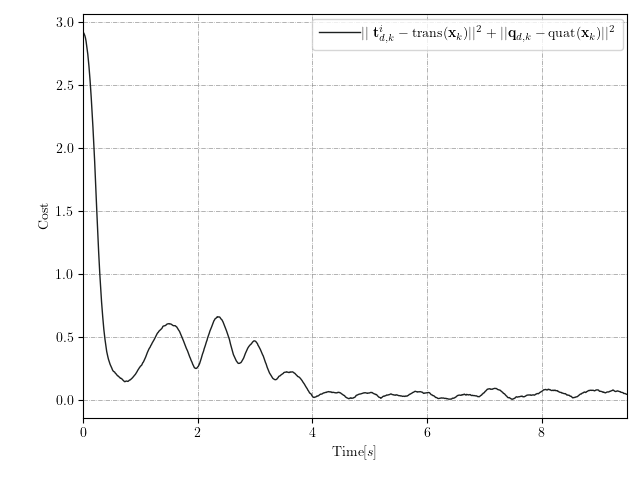 || t^i_{d,k} − trans(x_k)||^2 + ||q_{d,k} − quat(x_k)||^2
3.0
2.5
2.0
1.5
1.0
0.5
0.0
Cost
0 2 4 6 8
Time[s]